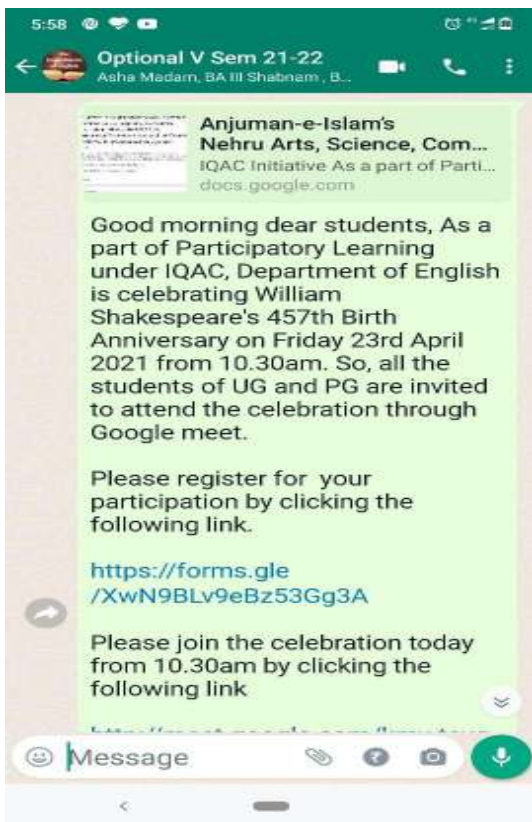 5:58
Optional V Sem 21-22
Asha Madam, BA III Shabnam , B...
Anjuman-e-Islam's
Nehru Arts, Science, Com...
IQAC Initiative As a part of Parti...
docs.google.com
Good morning dear students, As a
part of Participatory Learning
under IQAC, Department of English
is celebrating William
Shakespeare's 457th Birth
Anniversary on Friday 23rd April
2021 from 10.30am. So, all the
students of UG and PG are invited
to attend the celebration through
Google meet.
Please register for your
participation by clicking the
following link.
https://forms.gle
/XwN9BLv9eBz53Gg3A
Please join the celebration today
from 10.30am by clicking the
following link
Message